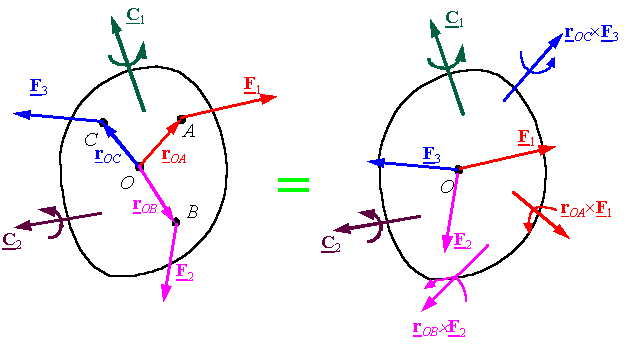 C1
F1
F3
C
A
rOC
rOA
O
rOB
B
C2
F2
=
C1
rOC×F3
F1
F3
O
rOA×F1
C2
F2
rOB×F2